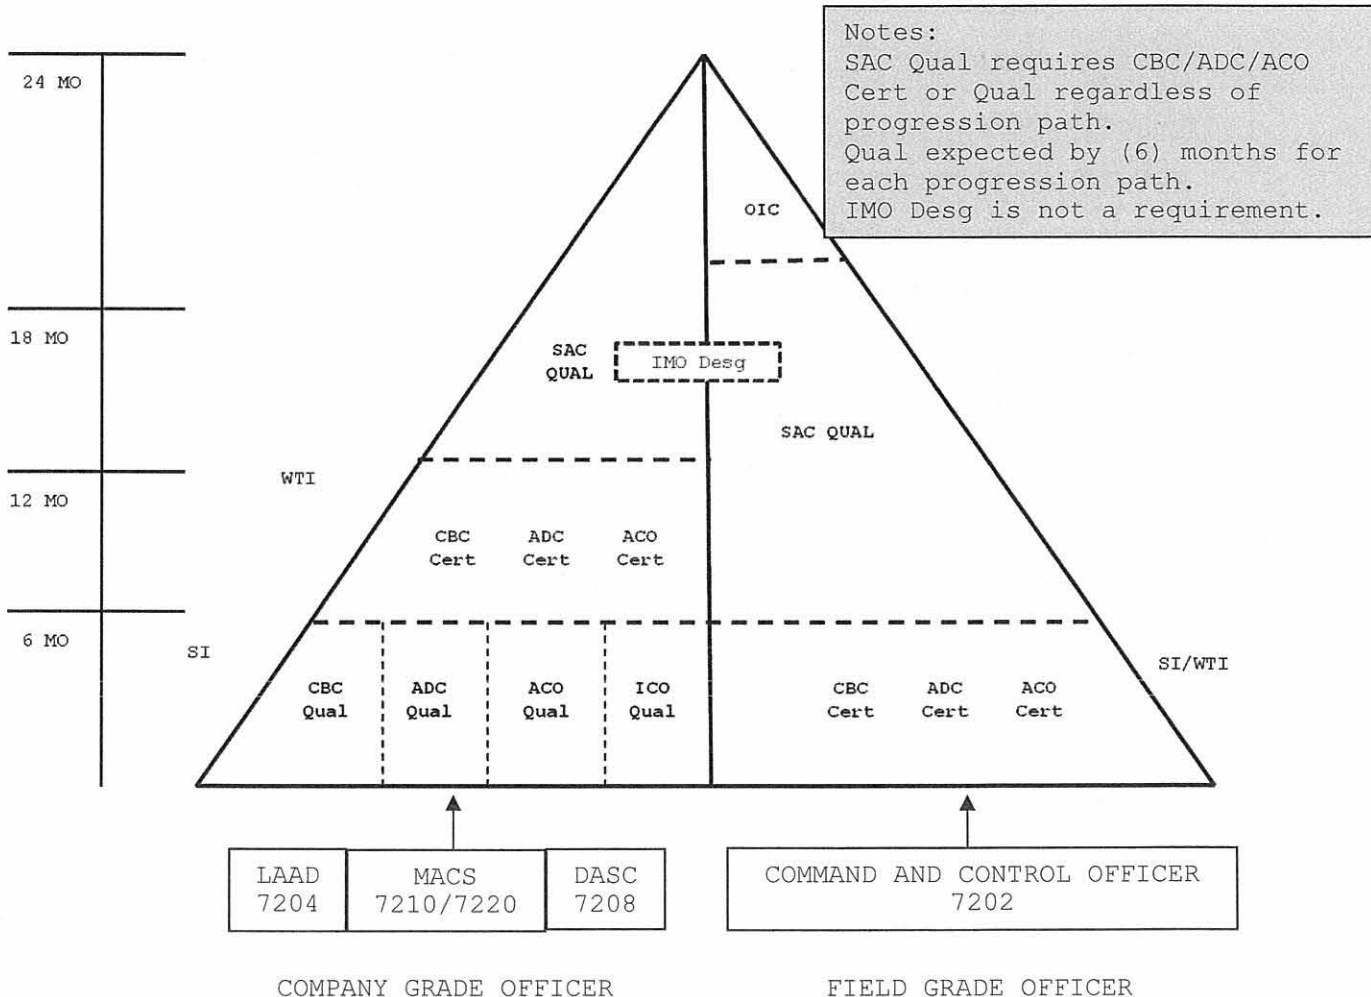 Notes:
SAC Qual requires CBC/ADC/ACO
Cert or Qual regardless of
progression path.
Qual expected by (6) months for
each progression path.
IMO Desg is not a requirement.
24 MO
OIC
18 MO
SAC
QUAL
IMO Desg
SAC QUAL
WTI
12 MO
CBC
Cert
ADC
Cert
ACO
Cert
6 MO
SI
SI/WTI
CBC
Qual
ADC
Qual
ACO
Qual
ICO
Qual
CBC
Cert
ADC
Cert
ACO
Cert
LAAD
7204
MACS
7210/7220
DASC
7208
COMMAND AND CONTROL OFFICER
7202
COMPANY GRADE OFFICER
FIELD GRADE OFFICER